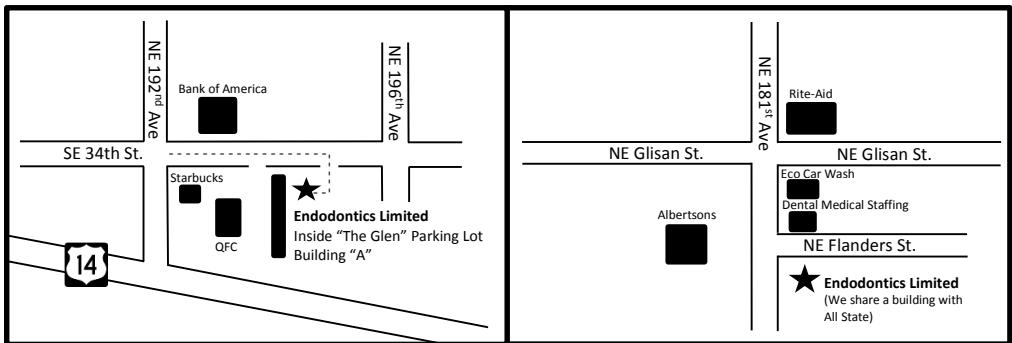 NE 192nd Ave
NE 196th Ave
Bank of America
SE 34th St.
Starbucks
QFC
Endodontics Limited
Inside “The Glen” Parking Lot
Building “A”
14
NE 181st Ave
Rite-Aid
NE Glisan St.
NE Glisan St.
Eco Car Wash
Dental Medical Staffing
Albertsons
NE Flanders St.
Endodontics Limited
(We share a building with
All State)